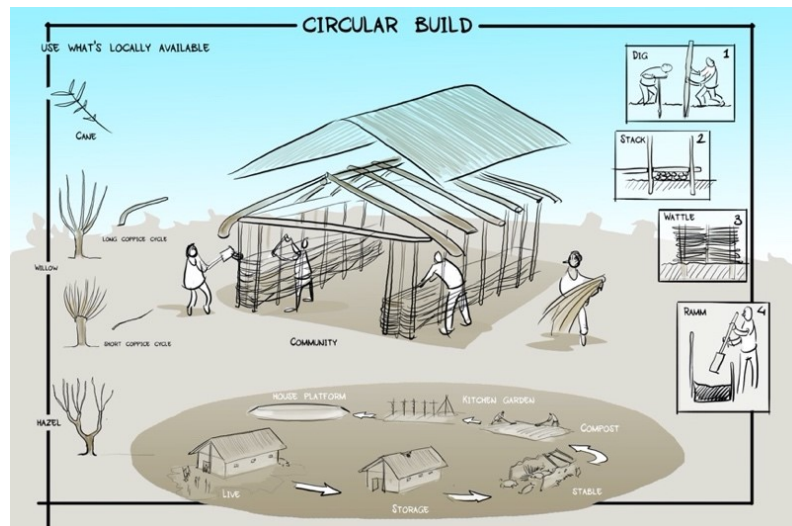 CIRCULAR BUILD
USE WHAT'S LOCALLY AVAILABLE
CANE
LONG COPPICE CYCLE
WILLOW
SHORT COPPICE CYCLE
HAZEL
COMMUNITY
DIG 1
STACK 2
WATTLE 3
RAMM 4
HOUSE PLATFORM
KITCHEN GARDEN
COMPOST
LIVE
STORAGE
STABLE